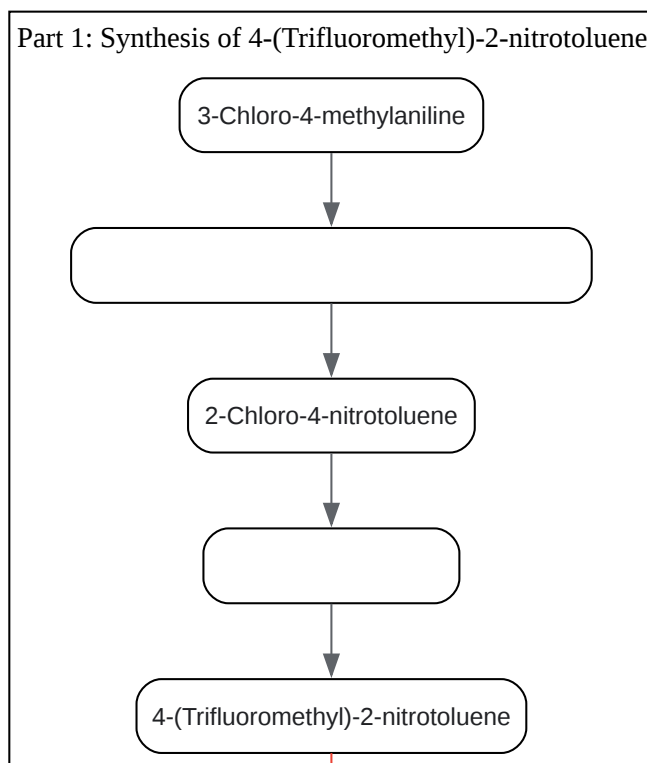 Part 1: Synthesis of 4-(Trifluoromethyl)-2-nitrotoluene
3-Chloro-4-methylaniline
2-Chloro-4-nitrotoluene
4-(Trifluoromethyl)-2-nitrotoluene